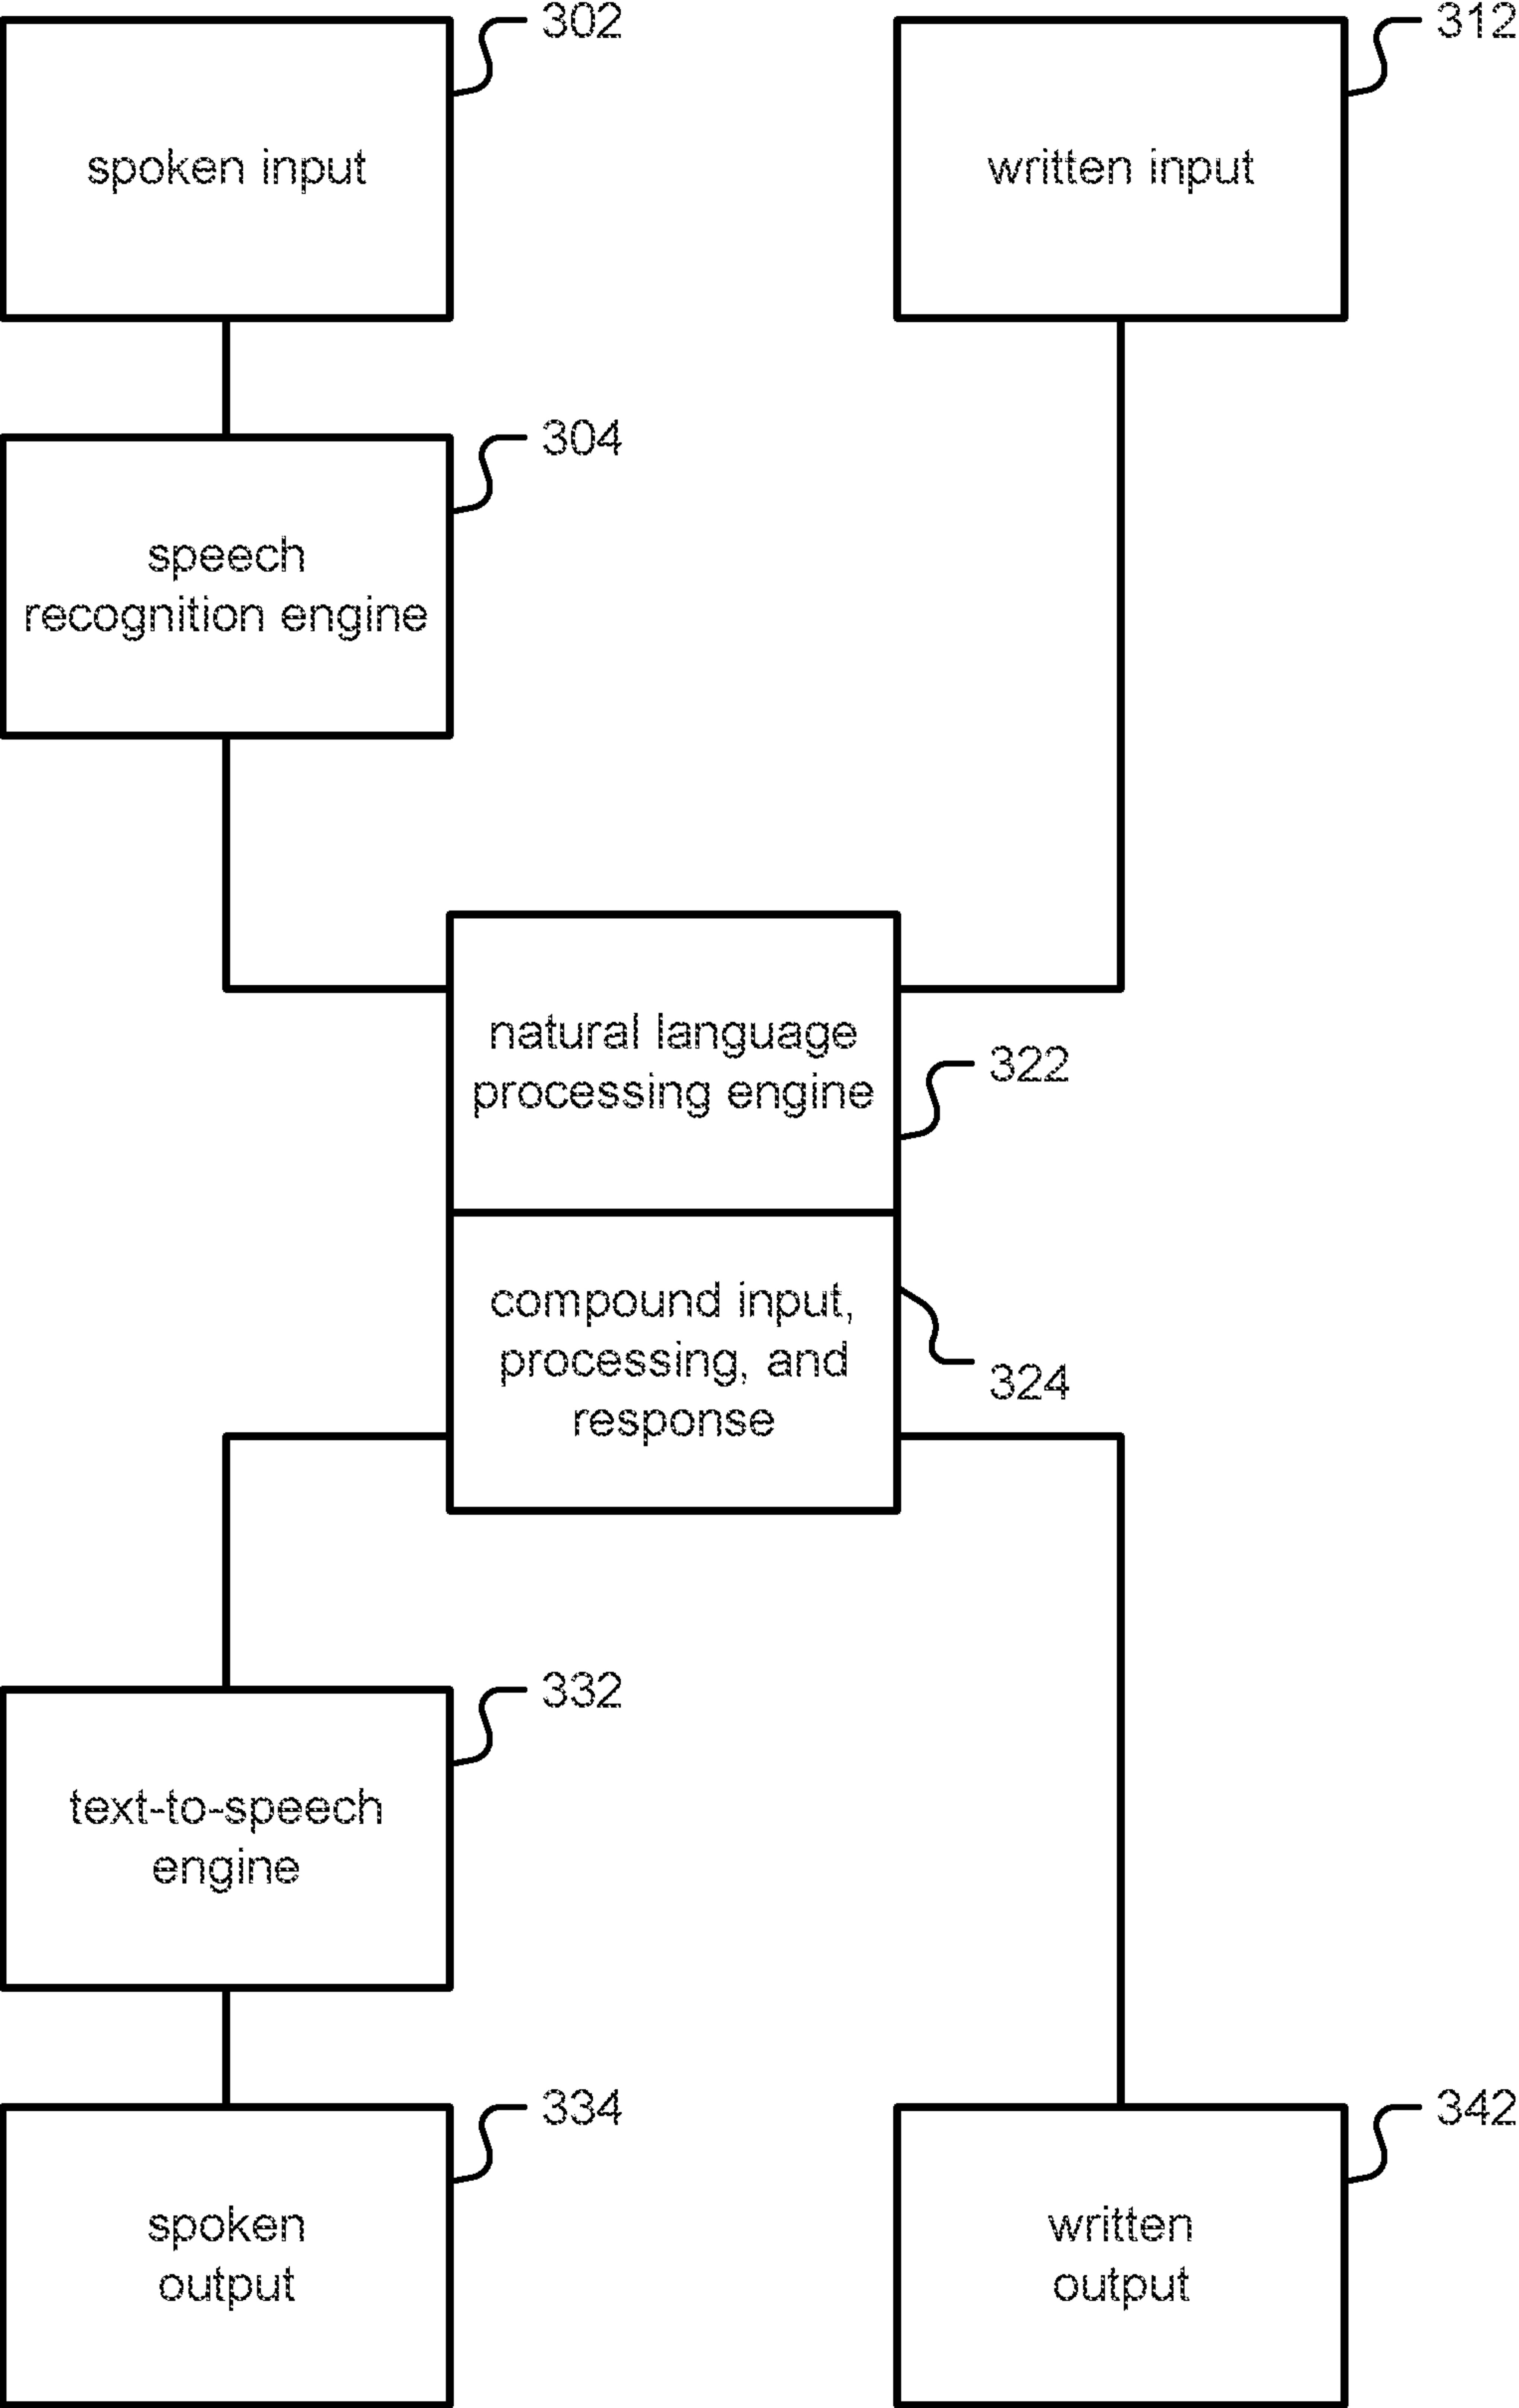 302
312
spoken input
written input
304
speech
recognition engine
natural language
processing engine
322
compound input,
processing, and
response
324
332
text-to-speech
engine
334
342
spoken
output
written
output